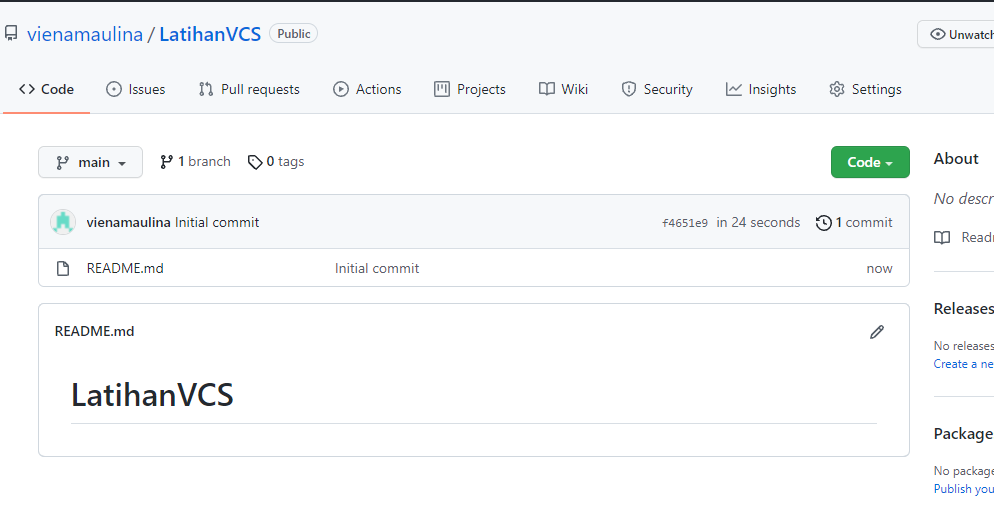 vienamaulina / LatihanVCS Public
Unwatch
Code Issues Pull requests Actions Projects Wiki Security Insights Settings
main 1 branch 0 tags Code
About
No descr
vienamaulina Initial commit f4651e9 in 24 seconds 1 commit
Readm
README.md Initial commit now
README.md
Releases
No releases
Create a ne
LatihanVCS
Package
No package
Publish you